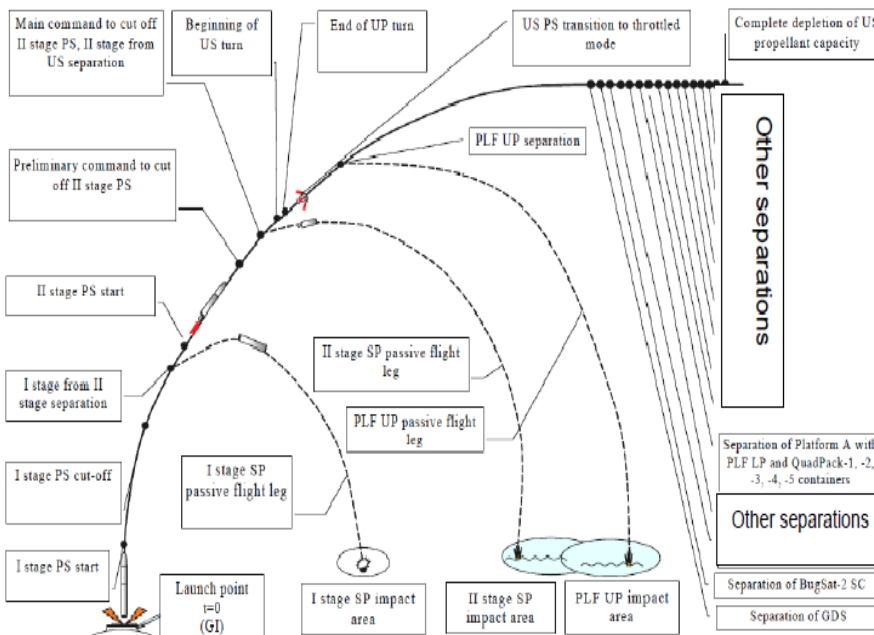 Main command to cut off
II stage PS, II stage from
US separation
Beginning of
US turn
End of UP turn
US PS transition to throttled
mode
Complete depletion of US
propellant capacity
PLF UP separation
Preliminary command to cut
off II stage PS
Other separations
II stage PS start
II stage SP passive flight
leg
I stage from II
stage separation
PLF UP passive flight
leg
Separation of Platform A with
PLF LP and QuadPack-1, -2,
-3, -4, -5 containers
I stage SP
passive flight leg
I stage PS cut-off
Other separations
I stage PS start
Launch point
t=0
(GI)
I stage SP impact
area
II stage SP
impact area
PLF UP impact
area
Separation of BugSat-2 SC
Separation of GDS